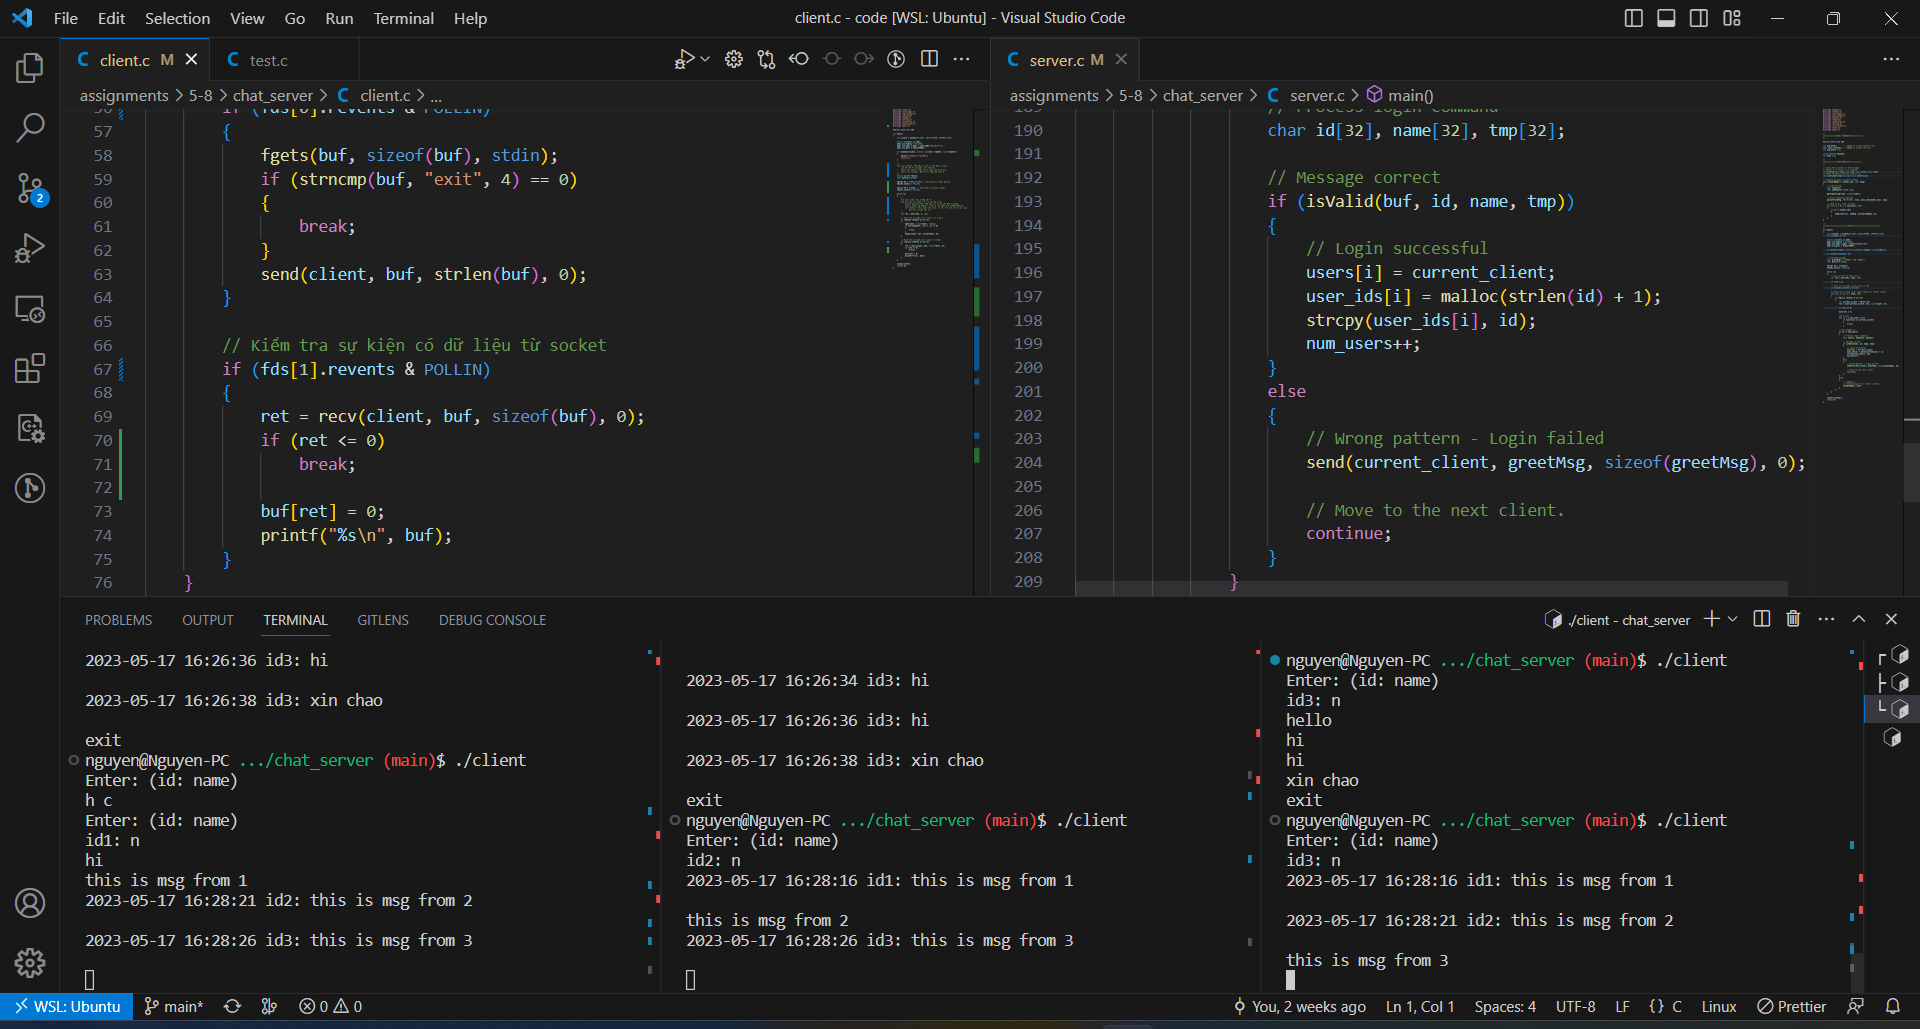 File Edit Selection View Go Run Terminal Help
client.c - code [WSL: Ubuntu] - Visual Studio Code
C client.c M
C test.c
C server.c M
assignments > 5-8 > chat_server > C client.c > ...
assignments > 5-8 > chat_server > C server.c > main()
56 if (fds[0].revents & POLLIN)
57 {
58 fgets(buf, sizeof(buf), stdin);
59 if (strncmp(buf, "exit", 4) == 0)
60 {
61 break;
62 }
63 send(client, buf, strlen(buf), 0);
64 }
65
66 // Kiểm tra sự kiện có dữ liệu từ socket
67 if (fds[1].revents & POLLIN)
68 {
69 ret = recv(client, buf, sizeof(buf), 0);
70 if (ret <= 0)
71 break;
72
73 buf[ret] = 0;
74 printf("%s\n", buf);
75 }
76 }
189 // Process login command
190 char id[32], name[32], tmp[32];
191
192 // Message correct
193 if (isValid(buf, id, name, tmp))
194 {
195 // Login successful
196 users[i] = current_client;
197 user_ids[i] = malloc(strlen(id) + 1);
198 strcpy(user_ids[i], id);
199 num_users++;
200 }
201 else
202 {
203 // Wrong pattern - Login failed
204 send(current_client, greetMsg, sizeof(greetMsg), 0);
205
206 // Move to the next client.
207 continue;
208 }
209 }
2
PROBLEMS OUTPUT TERMINAL GITLENS DEBUG CONSOLE
./client - chat_server
2023-05-17 16:26:36 id3: hi
2023-05-17 16:26:38 id3: xin chao
exit
nguyen@Nguyen-PC .../chat_server (main)$ ./client
Enter: (id: name)
h c
Enter: (id: name)
id1: n
hi
this is msg from 1
2023-05-17 16:28:21 id2: this is msg from 2
2023-05-17 16:28:26 id3: this is msg from 3
2023-05-17 16:26:34 id3: hi
2023-05-17 16:26:36 id3: hi
2023-05-17 16:26:38 id3: xin chao
exit
nguyen@Nguyen-PC .../chat_server (main)$ ./client
Enter: (id: name)
id2: n
2023-05-17 16:28:16 id1: this is msg from 1
this is msg from 2
2023-05-17 16:28:26 id3: this is msg from 3
nguyen@Nguyen-PC .../chat_server (main)$ ./client
Enter: (id: name)
id3: n
hello
hi
hi
xin chao
exit
nguyen@Nguyen-PC .../chat_server (main)$ ./client
Enter: (id: name)
id3: n
2023-05-17 16:28:16 id1: this is msg from 1
2023-05-17 16:28:21 id2: this is msg from 2
this is msg from 3
WSL: Ubuntu main* 0 0 You, 2 weeks ago Ln 1, Col 1 Spaces: 4 UTF-8 LF {} C Linux Prettier